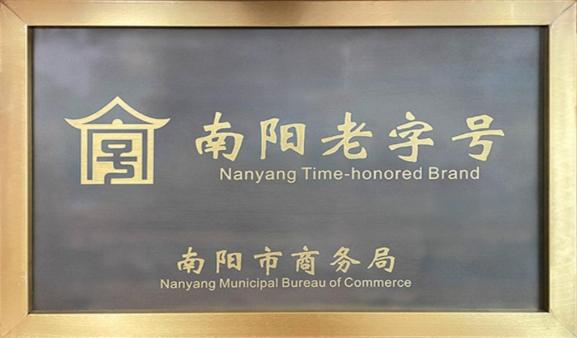 南阳老字号
Nanyang Time-honored Brand
南阳市商务局
Nanyang Municipal Bureau of Commerce